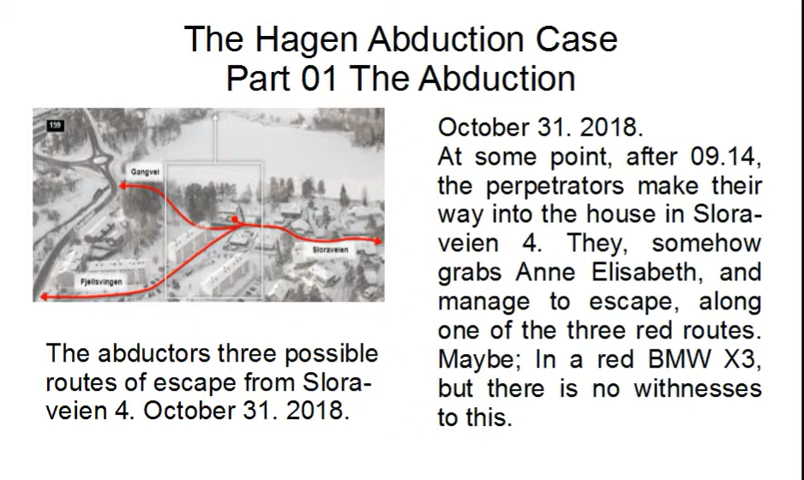 The Hagen Abduction Case
Part 01 The Abduction
159
Gangvei
Sloraveien
Fjellsvingen
The abductors three possible
routes of escape from Slora-
veien 4. October 31. 2018.
October 31. 2018.
At some point, after 09.14,
the perpetrators make their
way into the house in Slora-
veien 4. They, somehow
grabs Anne Elisabeth, and
manage to escape, along
one of the three red routes.
Maybe; In a red BMW X3,
but there is no withnesses
to this.